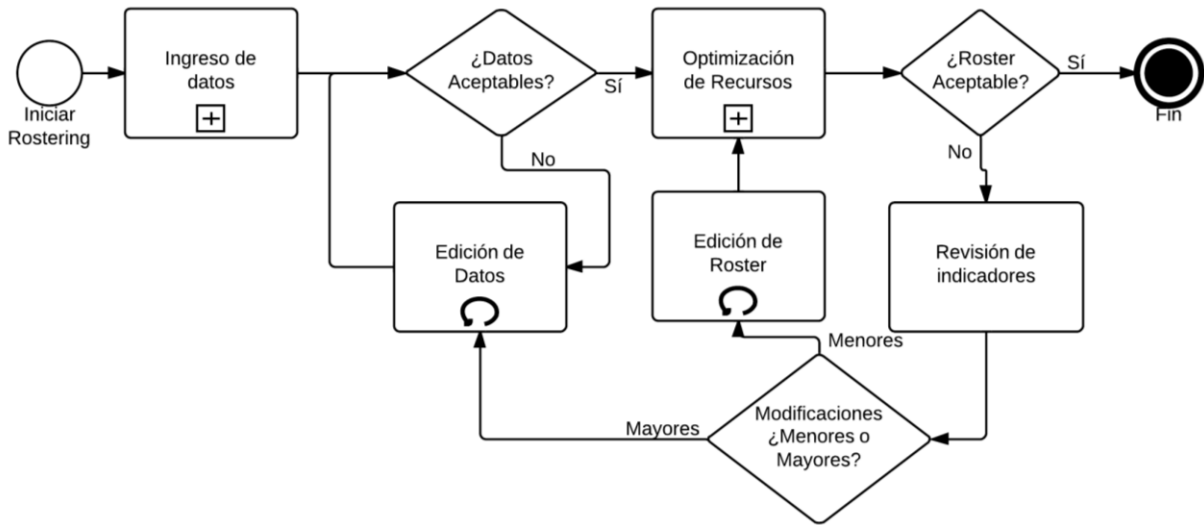 Ingreso de
datos
¿Datos
Aceptables?
Sí
Optimización
de Recursos
¿Roster
Aceptable?
Sí
Iniciar
Rostering
Fin
No
No
Edición de
Datos
Edición de
Roster
Revisión de
indicadores
Menores
Mayores
Modificaciones
¿Menores o
Mayores?